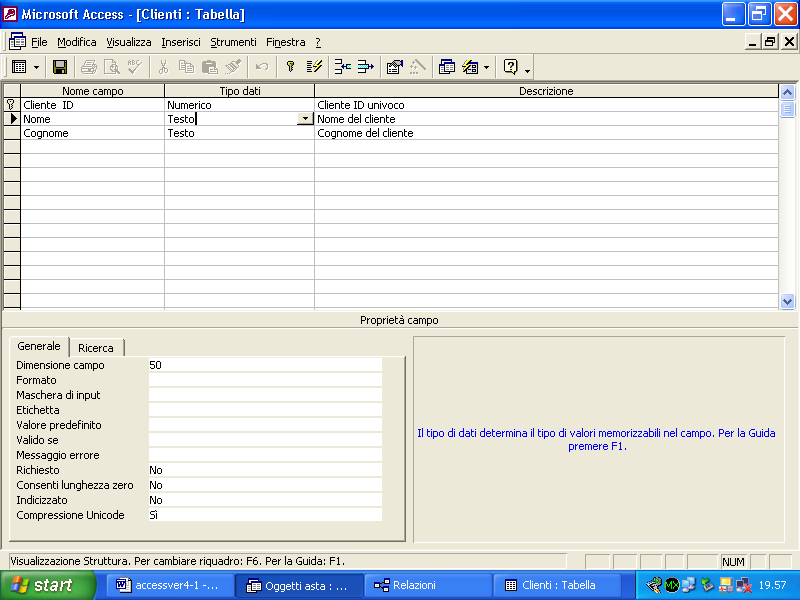 Microsoft Access - [Clienti : Tabella]
File Modifica Visualizza Inserisci Strumenti Finestra ?
Nome campo Tipo dati Descrizione
Cliente ID Numerico Cliente ID univoco
Nome Testo Nome del cliente
Cognome Testo Cognome del cliente
Proprietà campo
Generale Ricerca
Dimensione campo 50
Formato
Maschera di input
Etichetta
Valore predefinito
Valido se
Messaggio errore
Richiesto No
Consenti lunghezza zero No
Indicizzato No
Compressione Unicode Sì
Il tipo di dati determina il tipo di valori memorizzabili nel campo. Per la Guida
premere F1.
Visualizzazione Struttura. Per cambiare riquadro: F6. Per la Guida: F1. NUM
start accessver4-1 -... Oggetti asta : ... Relazioni Clienti : Tabella 19.57